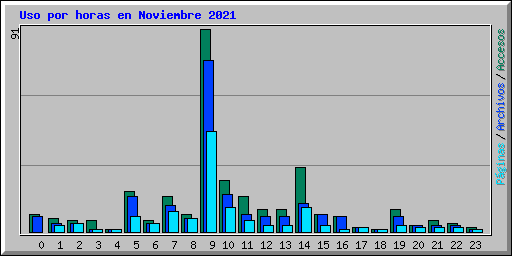 Uso por horas en Noviembre 2021
91
Páginas / Archivos / Accesos
0 1 2 3 4 5 6 7 8 9 10 11 12 13 14 15 16 17 18 19 20 21 22 23